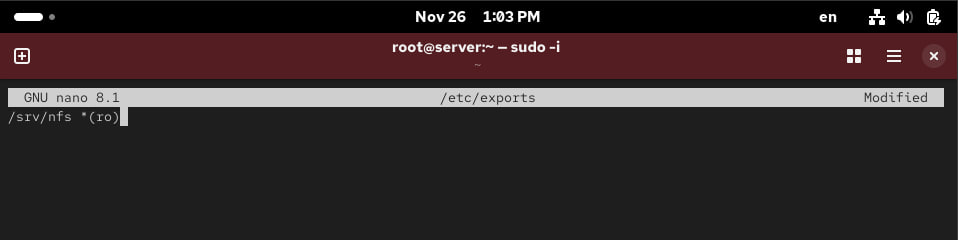 Nov 26 1:03 PM
en
root@server:~ — sudo -i
~
GNU nano 8.1 /etc/exports Modified
/srv/nfs *(ro)